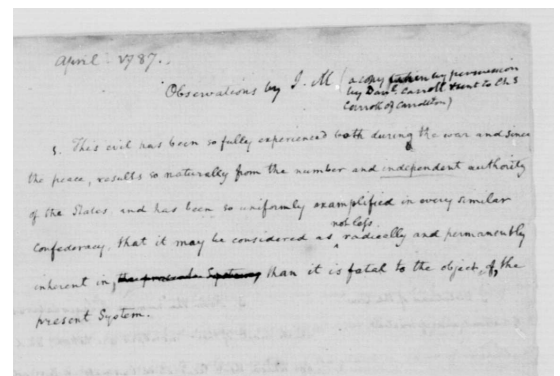 April. 1787.
Observations by J. M. (a copy taken by permission
by Danl. Carroll & sent to Chs
Carroll of Carrollton)
1. This evil has been so fully experienced both during the war and since
the peace, results so naturally from the number and independent authority
of the States, and has been so uniformly examplified in every similar
Confederacy, that it may be considered as
not less
radically and permanently
inherent in, than it is fatal to the object of, the
present System.